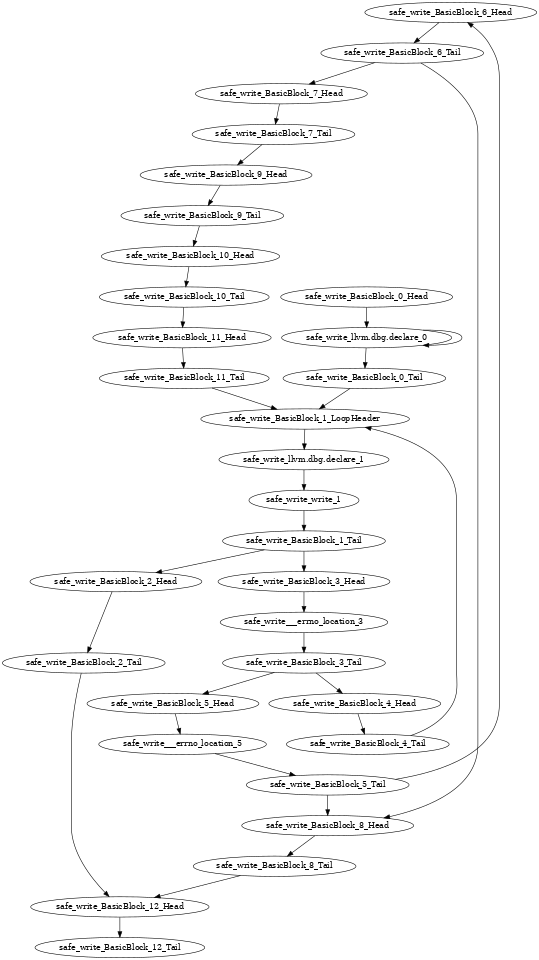 safe_write_BasicBlock_6_Head
safe_write_BasicBlock_6_Tail
safe_write_BasicBlock_7_Head
safe_write_BasicBlock_7_Tail
safe_write_BasicBlock_9_Head
safe_write_BasicBlock_9_Tail
safe_write_BasicBlock_10_Head
safe_write_BasicBlock_10_Tail
safe_write_BasicBlock_0_Head
safe_write_BasicBlock_11_Head
safe_write_llvm.dbg.declare_0
safe_write_BasicBlock_11_Tail
safe_write_BasicBlock_0_Tail
safe_write_BasicBlock_1_LoopHeader
safe_write_llvm.dbg.declare_1
safe_write_write_1
safe_write_BasicBlock_1_Tail
safe_write_BasicBlock_2_Head
safe_write_BasicBlock_3_Head
safe_write___errno_location_3
safe_write_BasicBlock_2_Tail
safe_write_BasicBlock_3_Tail
safe_write_BasicBlock_5_Head
safe_write_BasicBlock_4_Head
safe_write___errno_location_5
safe_write_BasicBlock_4_Tail
safe_write_BasicBlock_5_Tail
safe_write_BasicBlock_8_Head
safe_write_BasicBlock_8_Tail
safe_write_BasicBlock_12_Head
safe_write_BasicBlock_12_Tail